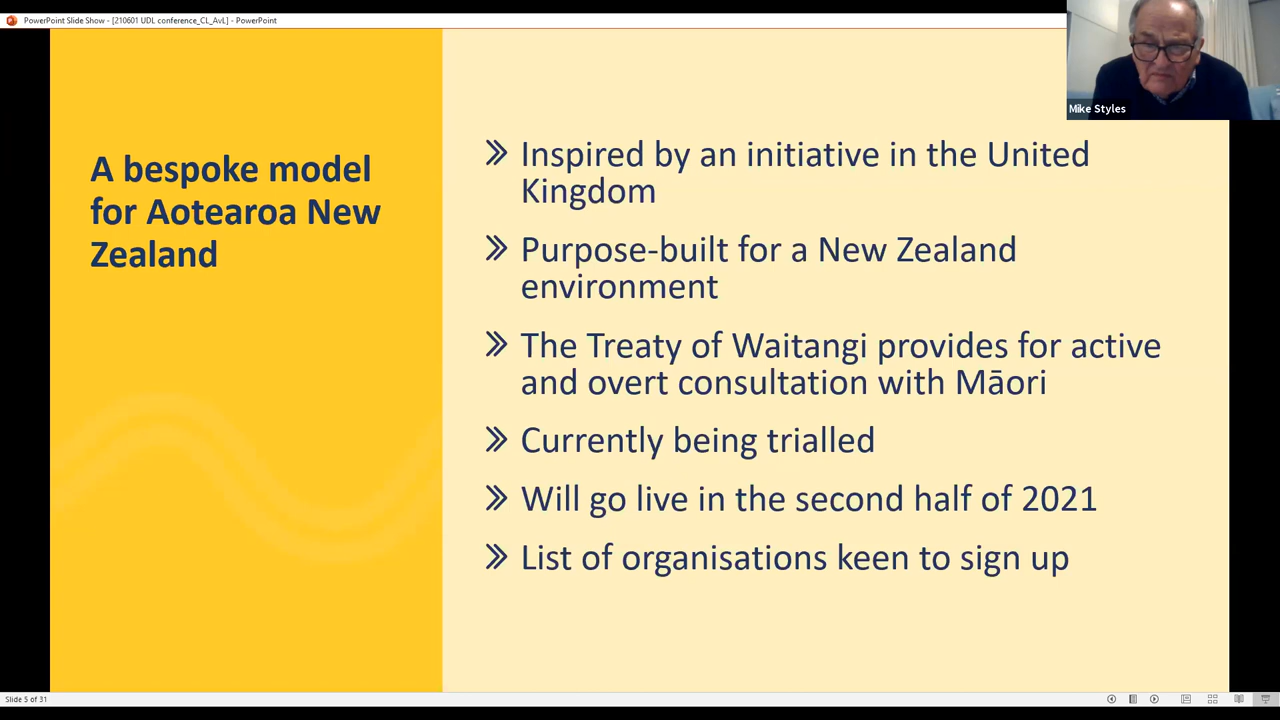 PowerPoint Slide Show - [210601 UDL conference_CL_AvL] - PowerPoint
Mike Styles
A bespoke model
for Aotearoa New
Zealand
Inspired by an initiative in the United
Kingdom
Purpose-built for a New Zealand
environment
The Treaty of Waitangi provides for active
and overt consultation with Māori
Currently being trialled
Will go live in the second half of 2021
List of organisations keen to sign up
Slide 5 of 31